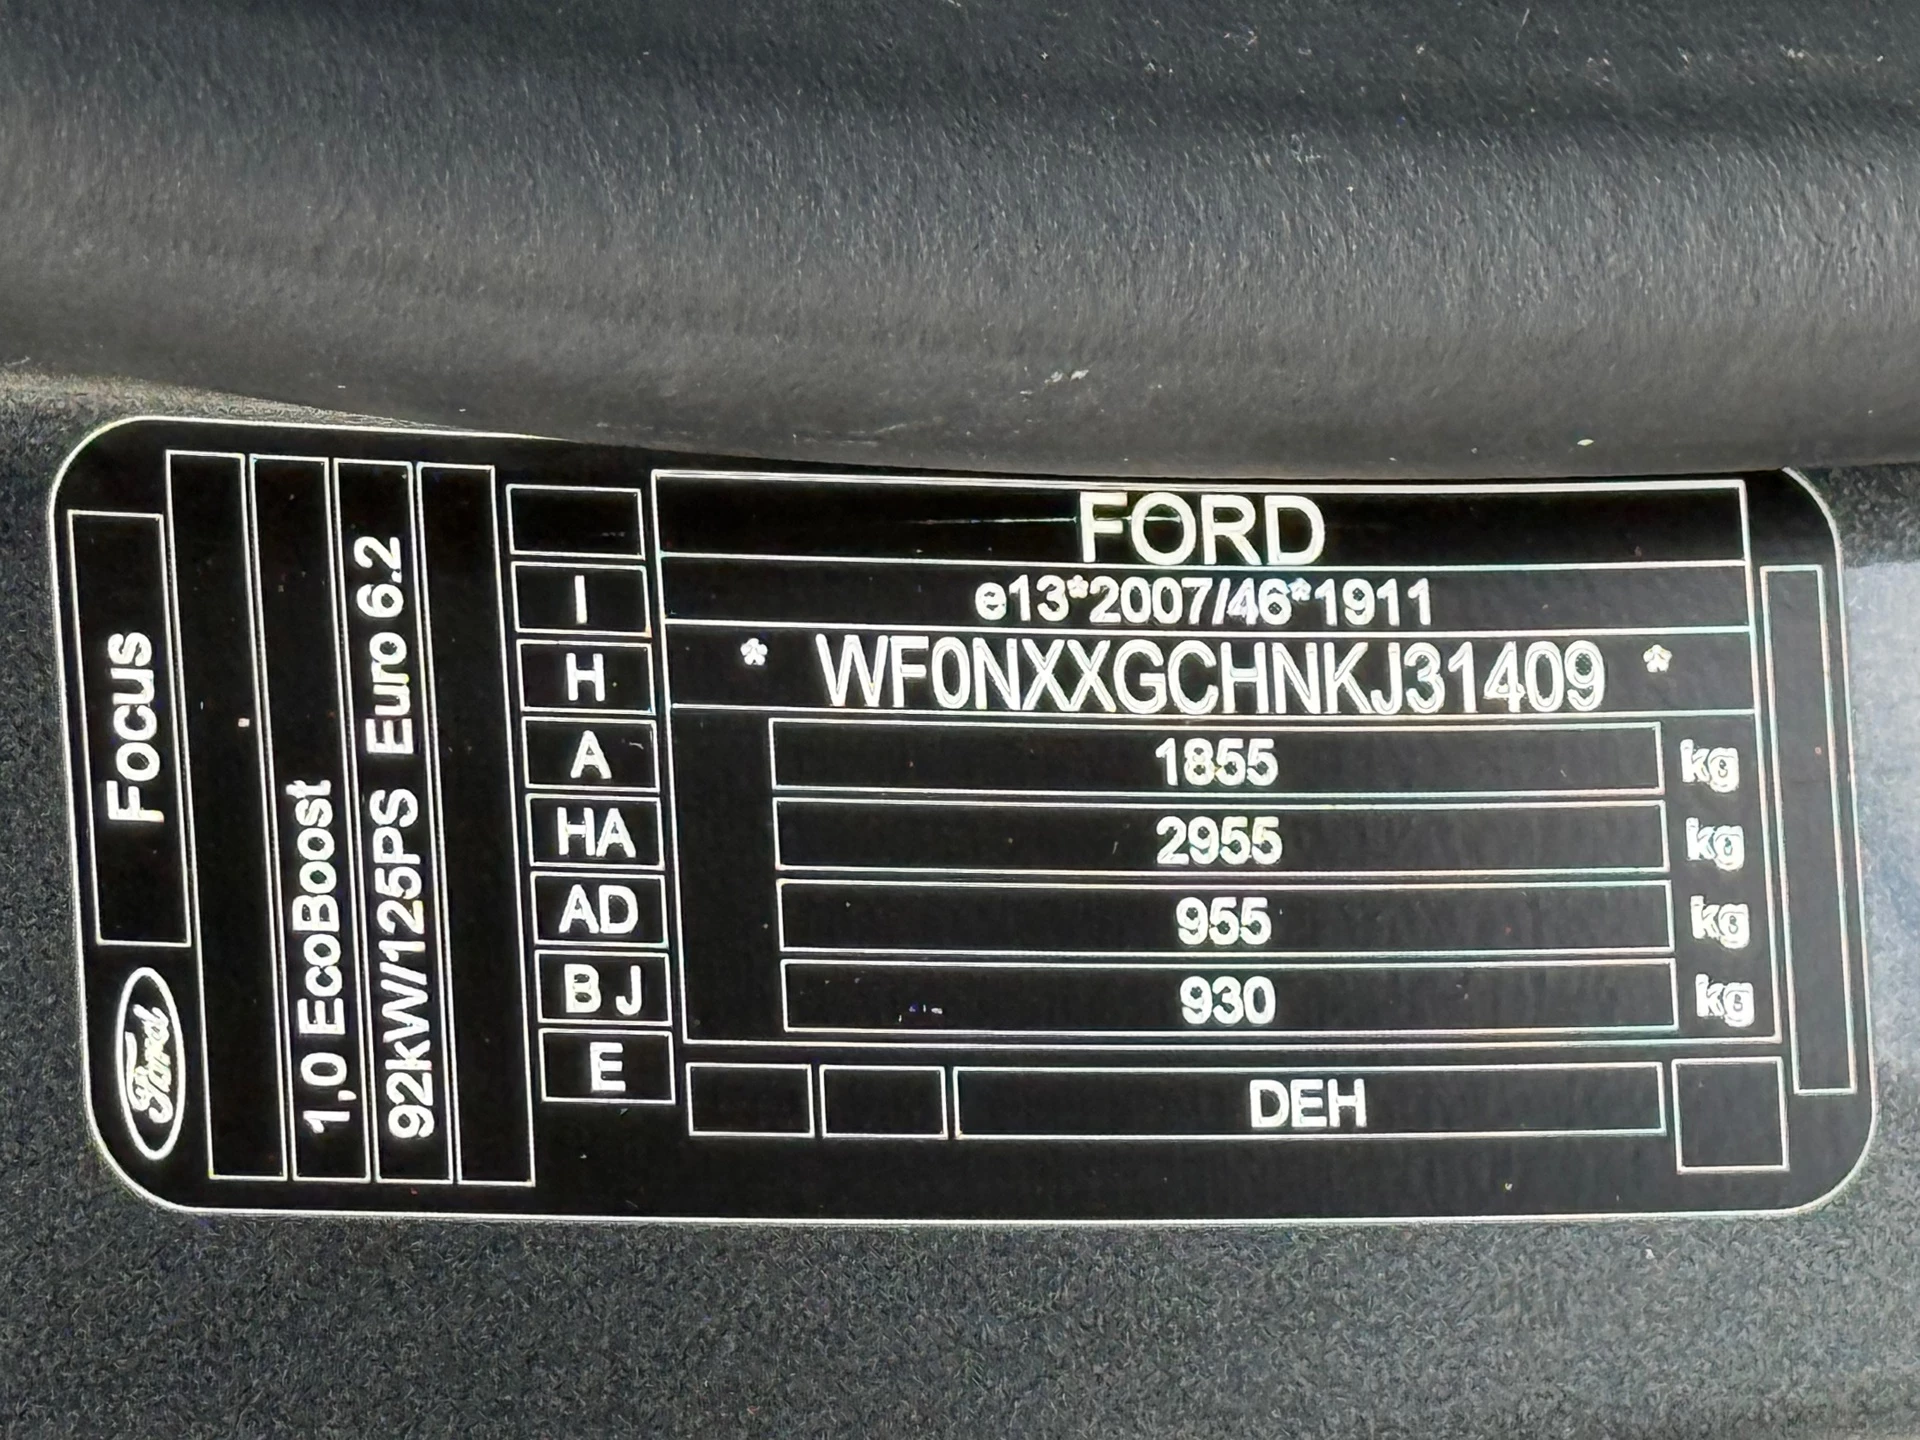 Ford
Focus
1,0 EcoBoost
92kW/125PS Euro 6.2
FORD
I e13*2007/46*1911
H * WF0NXXGCHNKJ31409 *
A 1855 kg
HA 2955 kg
AD 955 kg
BJ 930 kg
E DEH